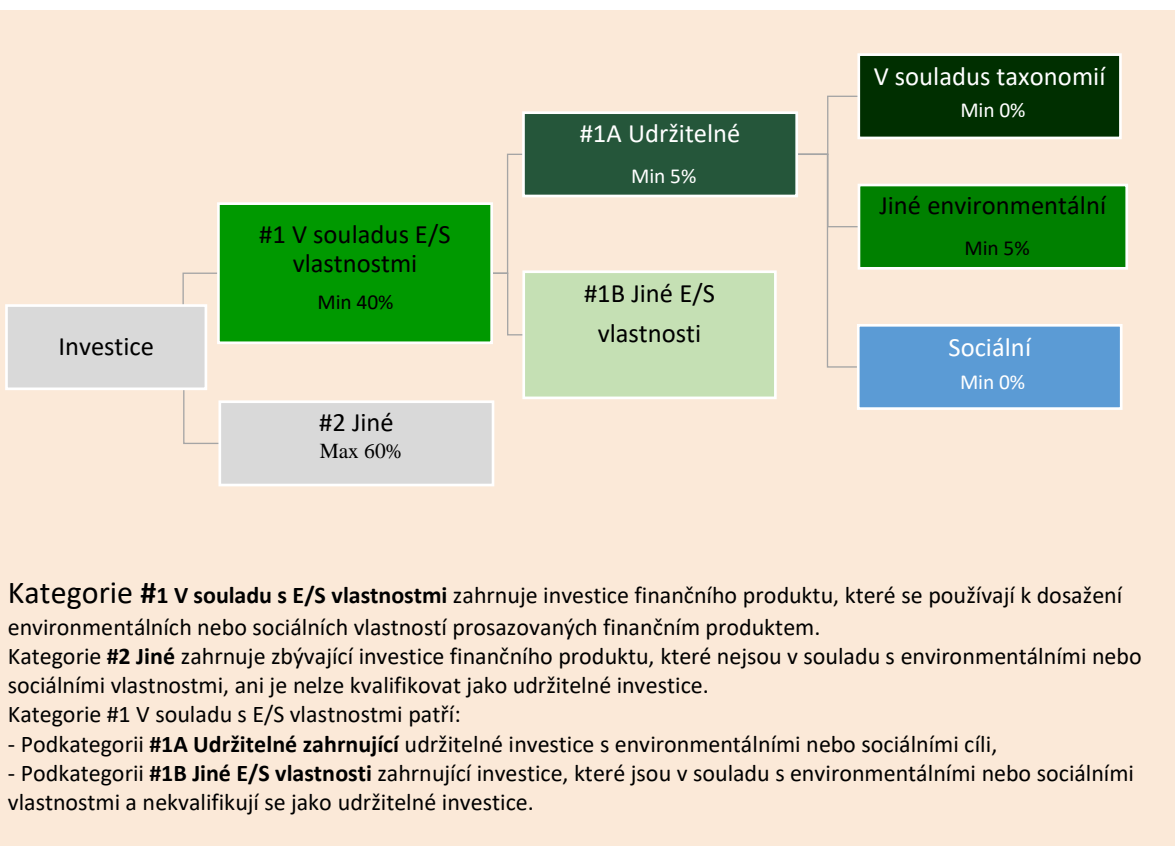 V souladus taxonomií
Min 0%
#1A Udržitelné
Min 5%
Jiné environmentální
Min 5%
#1 V souladus E/S
vlastnostmi
Min 40%
#1B Jiné E/S
vlastnosti
Investice
Sociální
Min 0%
#2 Jiné
Max 60%
Kategorie #1 V souladu s E/S vlastnostmi zahrnuje investice finančního produktu, které se používají k dosažení
environmentálních nebo sociálních vlastností prosazovaných finančním produktem.
Kategorie #2 Jiné zahrnuje zbývající investice finančního produktu, které nejsou v souladu s environmentálními nebo
sociálními vlastnostmi, ani je nelze kvalifikovat jako udržitelné investice.
Kategorie #1 V souladu s E/S vlastnostmi patří:
- Podkategorii #1A Udržitelné zahrnující udržitelné investice s environmentálními nebo sociálními cíli,
- Podkategorii #1B Jiné E/S vlastnosti zahrnující investice, které jsou v souladu s environmentálními nebo sociálními
vlastnostmi a nekvalifikují se jako udržitelné investice.